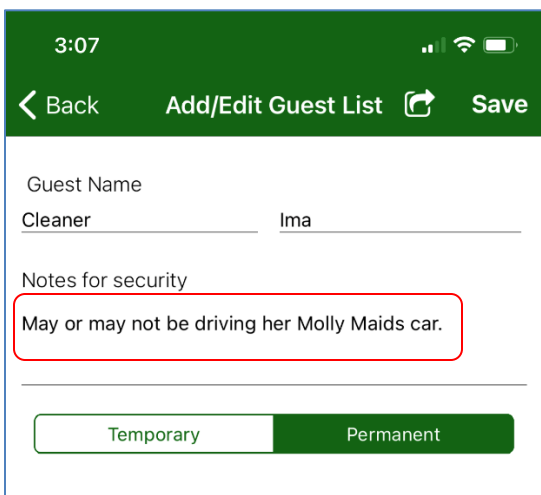 3:07
Back Add/Edit Guest List Save
Guest Name
Cleaner Ima
Notes for security
May or may not be driving her Molly Maids car.
Temporary Permanent